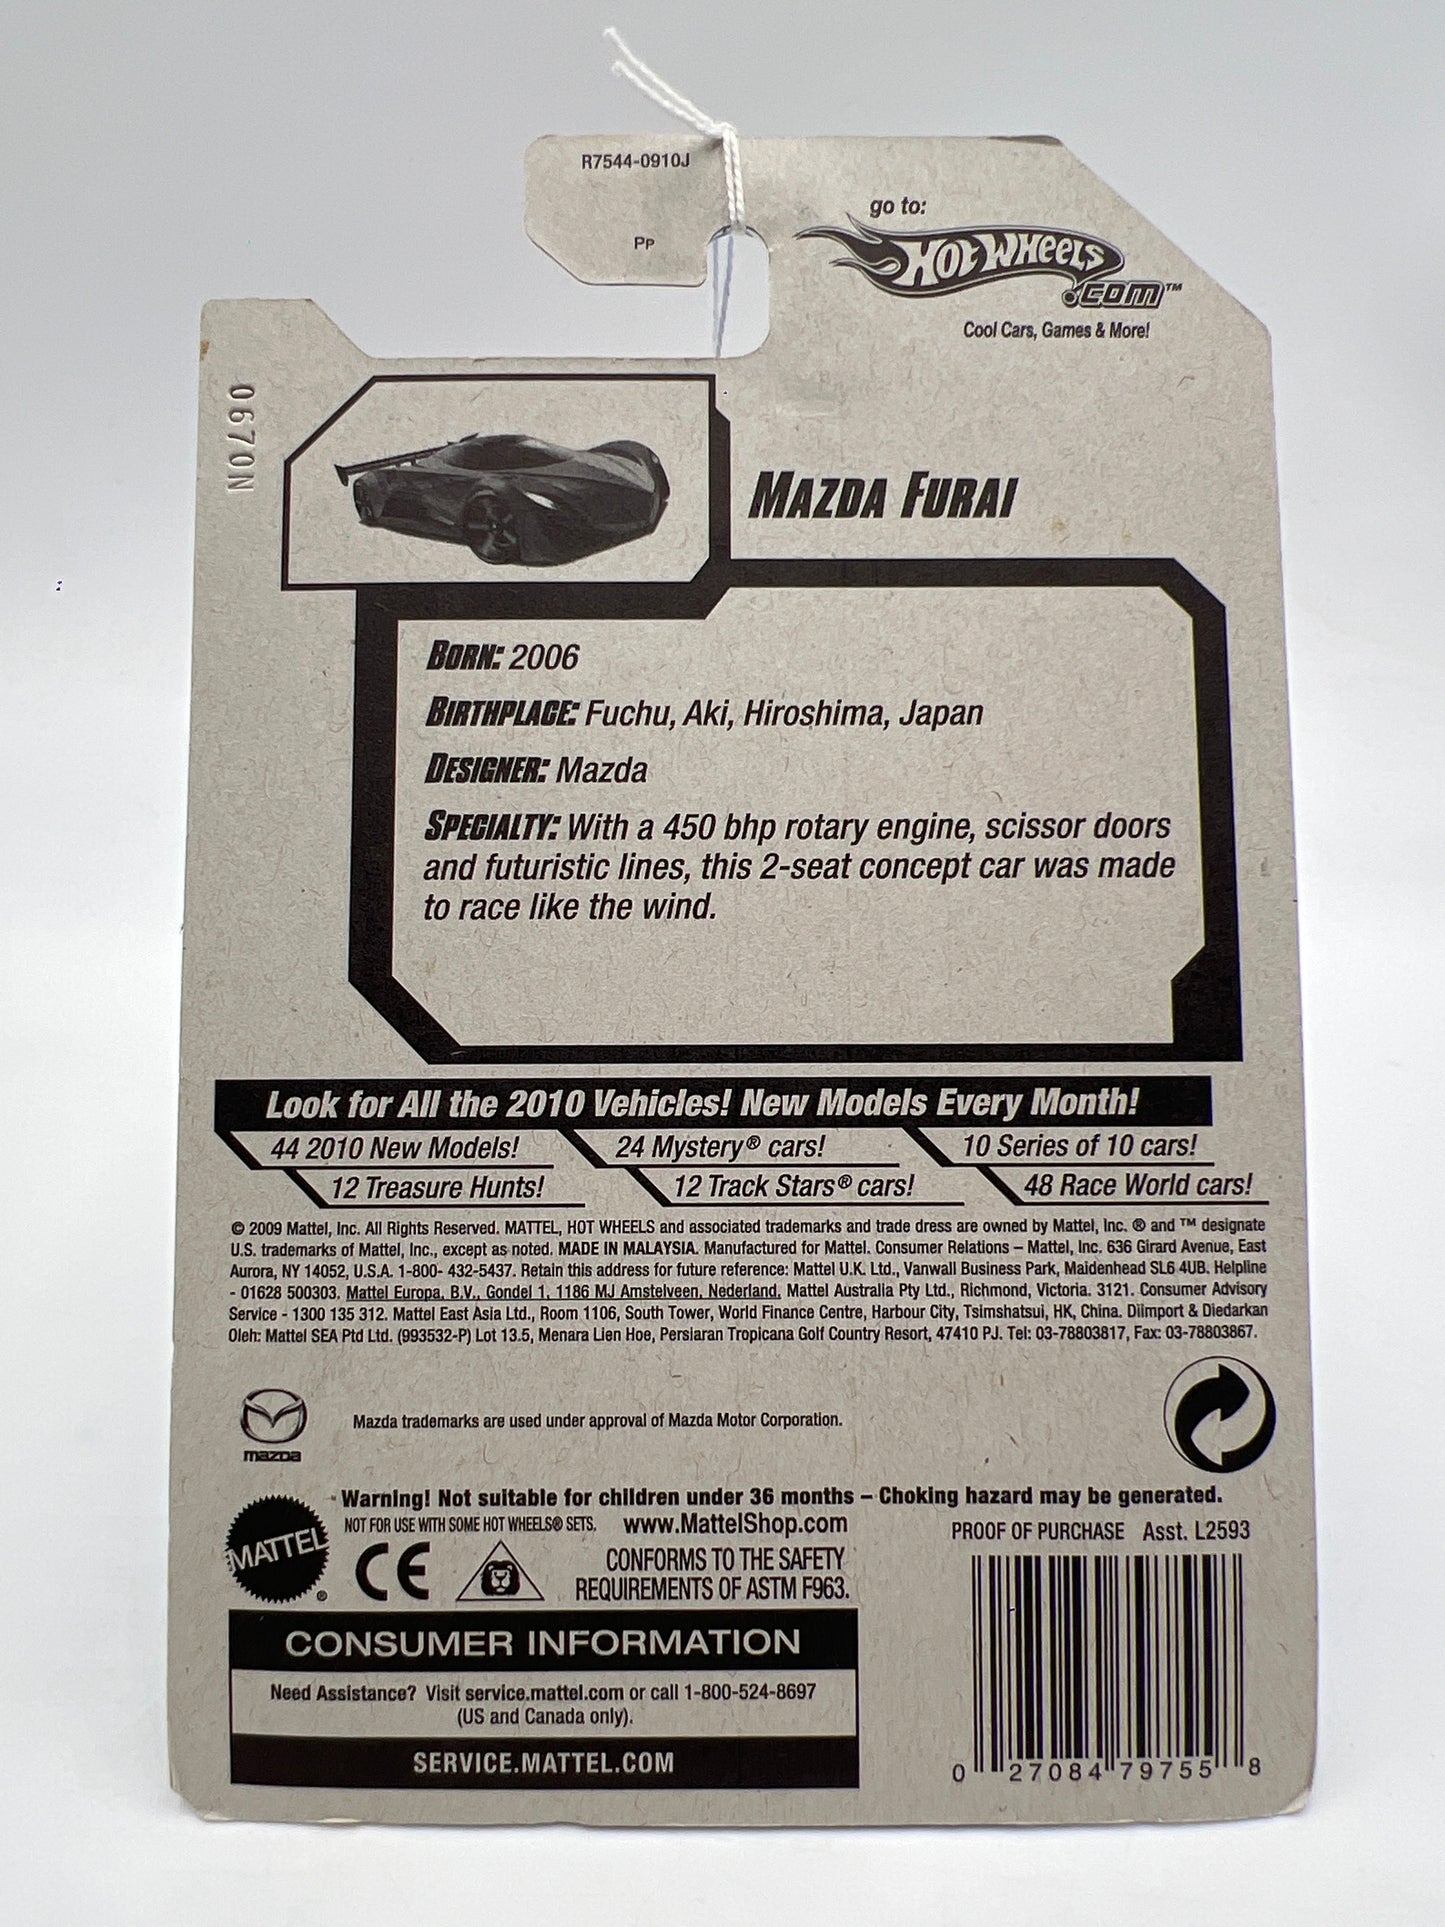 R7544-0910J
PP
go to:
HOT WHEELS
.COM™
Cool Cars, Games & More!
0670N
MAZDA FURAI
BORN: 2006
BIRTHPLACE: Fuchu, Aki, Hiroshima, Japan
DESIGNER: Mazda
SPECIALTY: With a 450 bhp rotary engine, scissor doors
and futuristic lines, this 2-seat concept car was made
to race like the wind.
Look for All the 2010 Vehicles! New Models Every Month!
44 2010 New Models! 24 Mystery® cars! 10 Series of 10 cars!
12 Treasure Hunts! 12 Track Stars® cars! 48 Race World cars!
© 2009 Mattel, Inc. All Rights Reserved. MATTEL, HOT WHEELS and associated trademarks and trade dress are owned by Mattel, Inc. ® and ™ designate
U.S. trademarks of Mattel, Inc., except as noted. MADE IN MALAYSIA. Manufactured for Mattel. Consumer Relations – Mattel, Inc. 636 Girard Avenue, East
Aurora, NY 14052, U.S.A. 1-800- 432-5437. Retain this address for future reference: Mattel U.K. Ltd., Vanwall Business Park, Maidenhead SL6 4UB. Helpline
- 01628 500303. Mattel Europa, B.V., Gondel 1, 1186 MJ Amstelveen, Nederland. Mattel Australia Pty Ltd., Richmond, Victoria. 3121. Consumer Advisory
Service - 1300 135 312. Mattel East Asia Ltd., Room 1106, South Tower, World Finance Centre, Harbour City, Tsimshatsui, HK, China. Diimport & Diedarkan
Oleh: Mattel SEA Ptd Ltd. (993532-P) Lot 13.5, Menara Lien Hoe, Persiaran Tropicana Golf Country Resort, 47410 PJ. Tel: 03-78803817, Fax: 03-78803867.
mazda
Mazda trademarks are used under approval of Mazda Motor Corporation.
Warning! Not suitable for children under 36 months – Choking hazard may be generated.
MATTEL®
NOT FOR USE WITH SOME HOT WHEELS® SETS. www.MattelShop.com
PROOF OF PURCHASE Asst. L2593
CE
CONFORMS TO THE SAFETY
REQUIREMENTS OF ASTM F963.
CONSUMER INFORMATION
Need Assistance? Visit service.mattel.com or call 1-800-524-8697
(US and Canada only).
SERVICE.MATTEL.COM
0 27084 79755 8